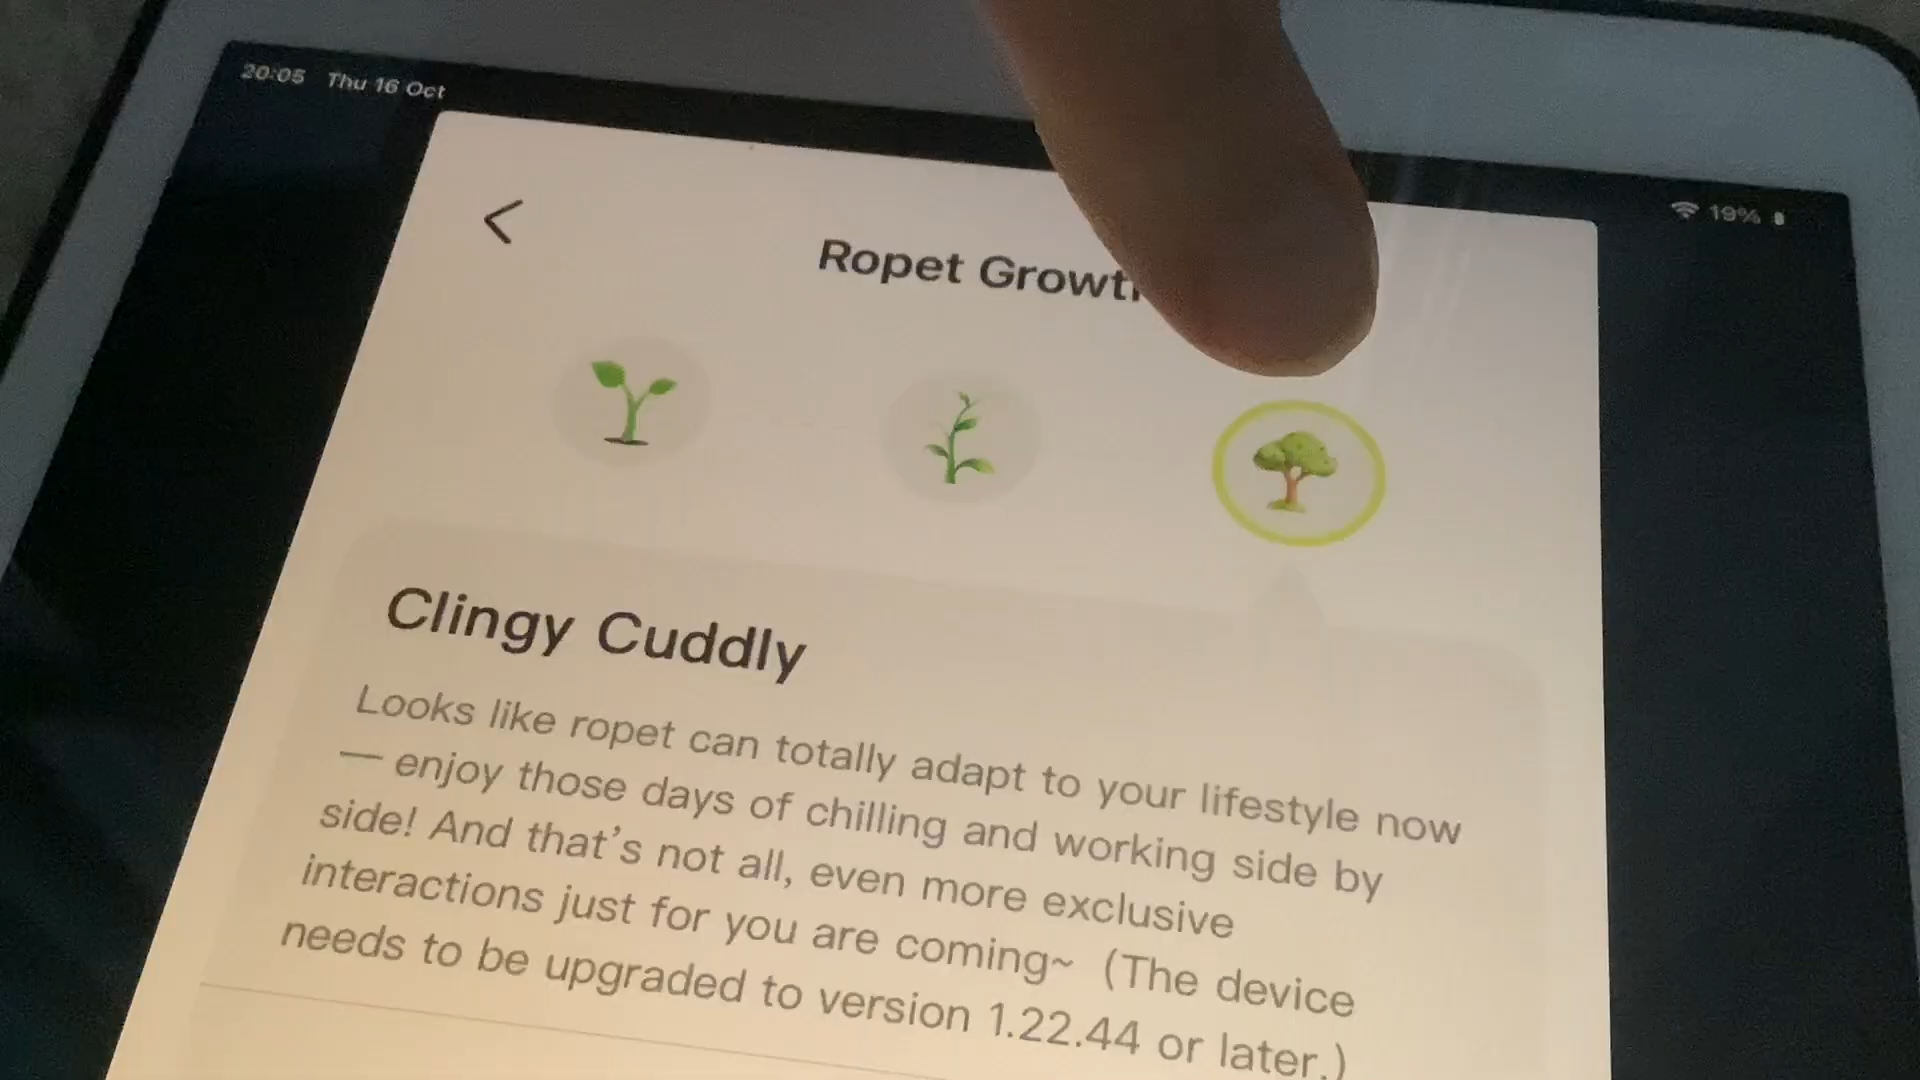 20:05 Thu 16 Oct
19%
Ropet Growth
Clingy Cuddly
Looks like ropet can totally adapt to your lifestyle now
— enjoy those days of chilling and working side by
side! And that's not all, even more exclusive
interactions just for you are coming~ (The device
needs to be upgraded to version 1.22.44 or later.)